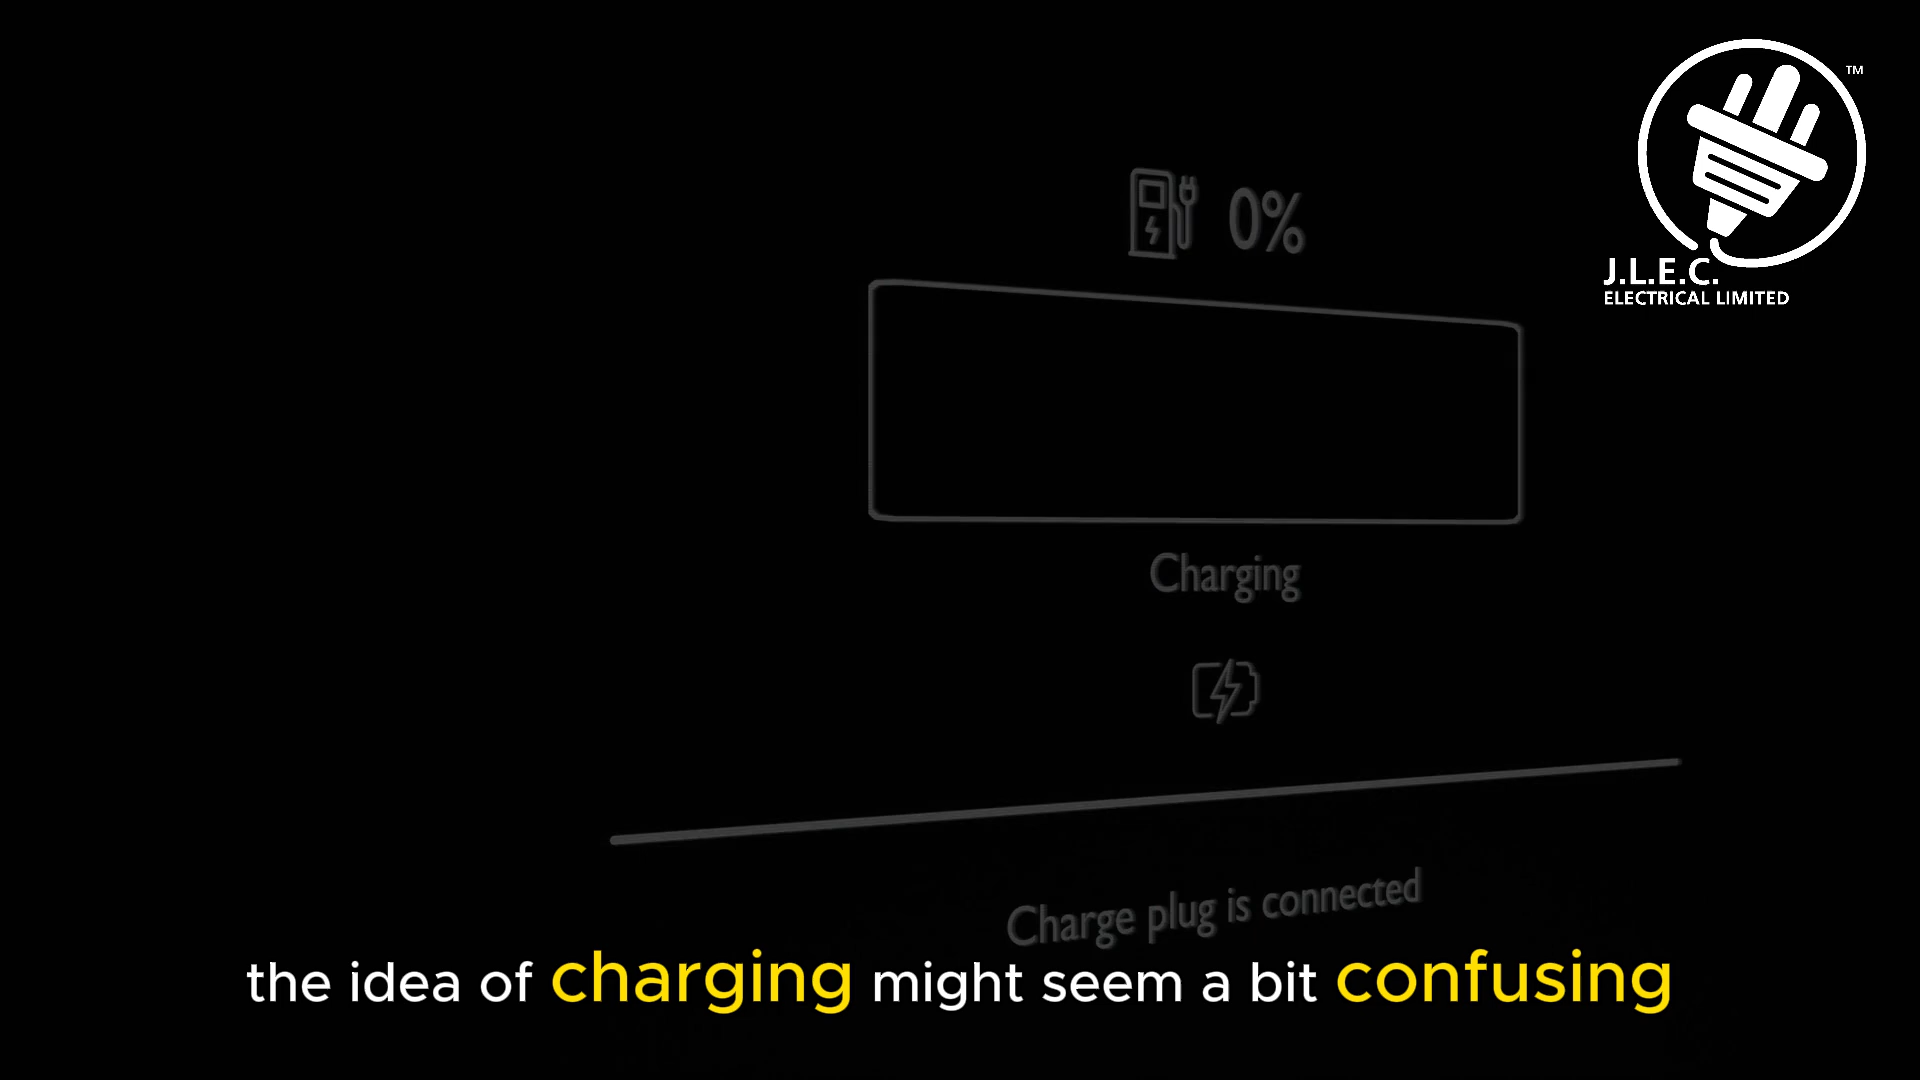 TM
J.L.E.C.
ELECTRICAL LIMITED
0%
Charging
Charge plug is connected
the idea of charging might seem a bit confusing